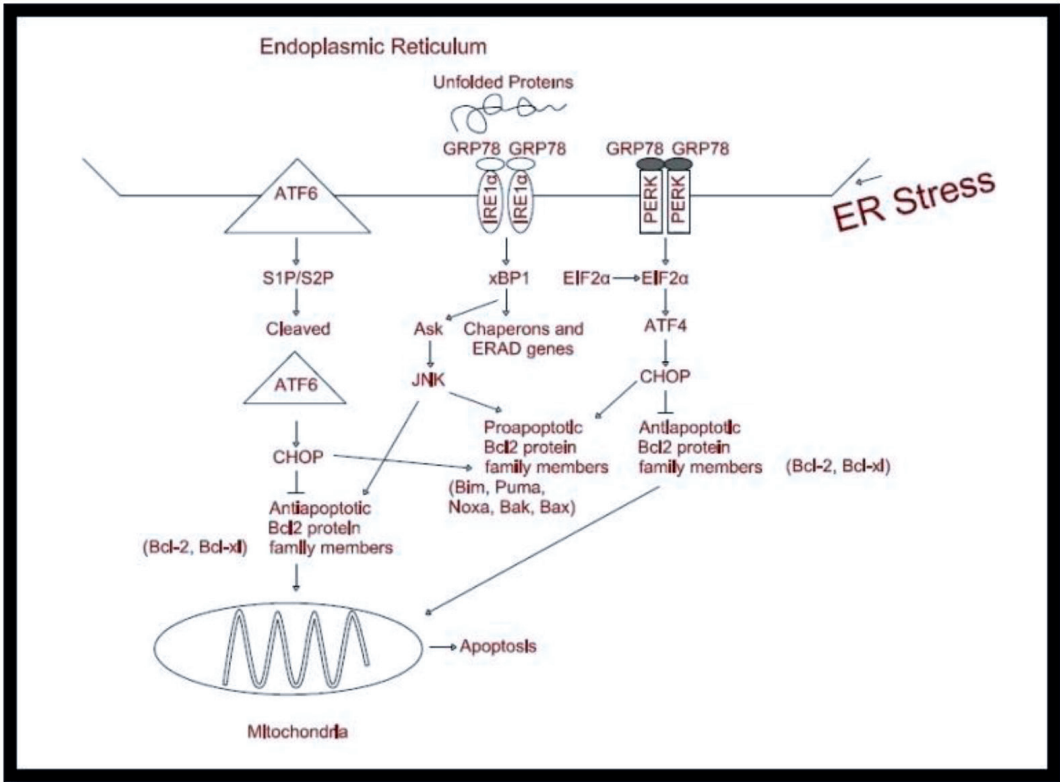 Endoplasmic Reticulum
Unfolded Proteins
GRP78 GRP78
GRP78 GRP78
ATF6
IRE1α
IRE1α
PERK
PERK
ER Stress
S1P/S2P
xBP1
EIF2α
EIF2α
Cleaved
Ask
Chaperons and
ERAD genes
ATF4
ATF6
JNK
CHOP
Proapoptotic
Bcl2 protein
family members
(Bim, Puma,
Noxa, Bak, Bax)
Antiapoptotic
Bcl2 protein
family members
(Bcl-2, Bcl-xl)
CHOP
Antiapoptotic
Bcl2 protein
family members
(Bcl-2, Bcl-xl)
Apoptosis
Mitochondria